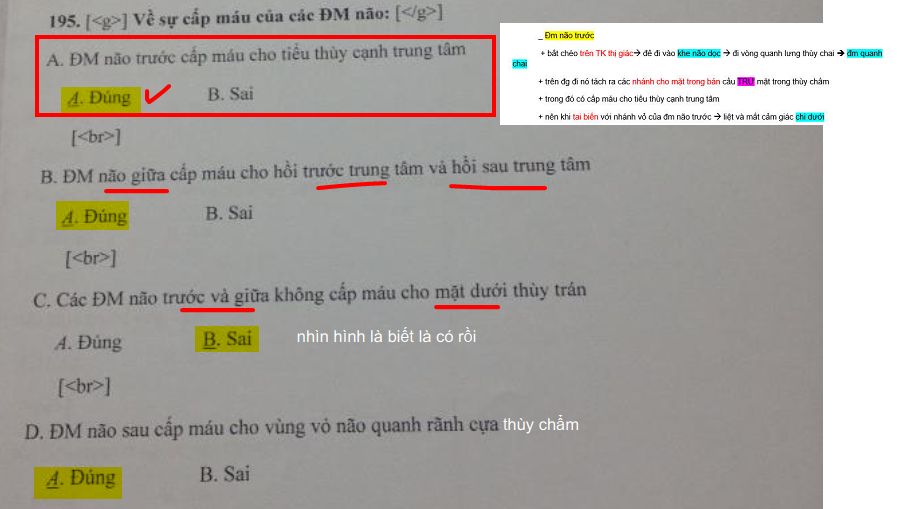 195. [<g>] Về sự cấp máu của các ĐM não: [</g>]
A. ĐM não trước cấp máu cho tiểu thùy cạnh trung tâm
A. Đúng B. Sai
[<br>]
B. ĐM não giữa cấp máu cho hồi trước trung tâm và hồi sau trung tâm
A. Đúng B. Sai
[<br>]
C. Các ĐM não trước và giữa không cấp máu cho mặt dưới thùy trán
A. Đúng B. Sai nhìn hình là biết là có rồi
[<br>]
D. ĐM não sau cấp máu cho vùng vỏ não quanh rãnh cựa thùy chẩm
A. Đúng B. Sai
_ Đm não trước
+ bắt chéo trên TK thị giác→ để đi vào khe não dọc → đi vòng quanh lưng thùy chai → đm quanh
chai
+ trên đg đi nó tách ra các nhánh cho mặt trong bán cầu TRỪ mặt trong thùy chẩm
+ trong đó có cấp máu cho tiểu thùy cạnh trung tâm
+ nên khi tai biến với nhánh vỏ của đm não trước → liệt và mất cảm giác chi dưới